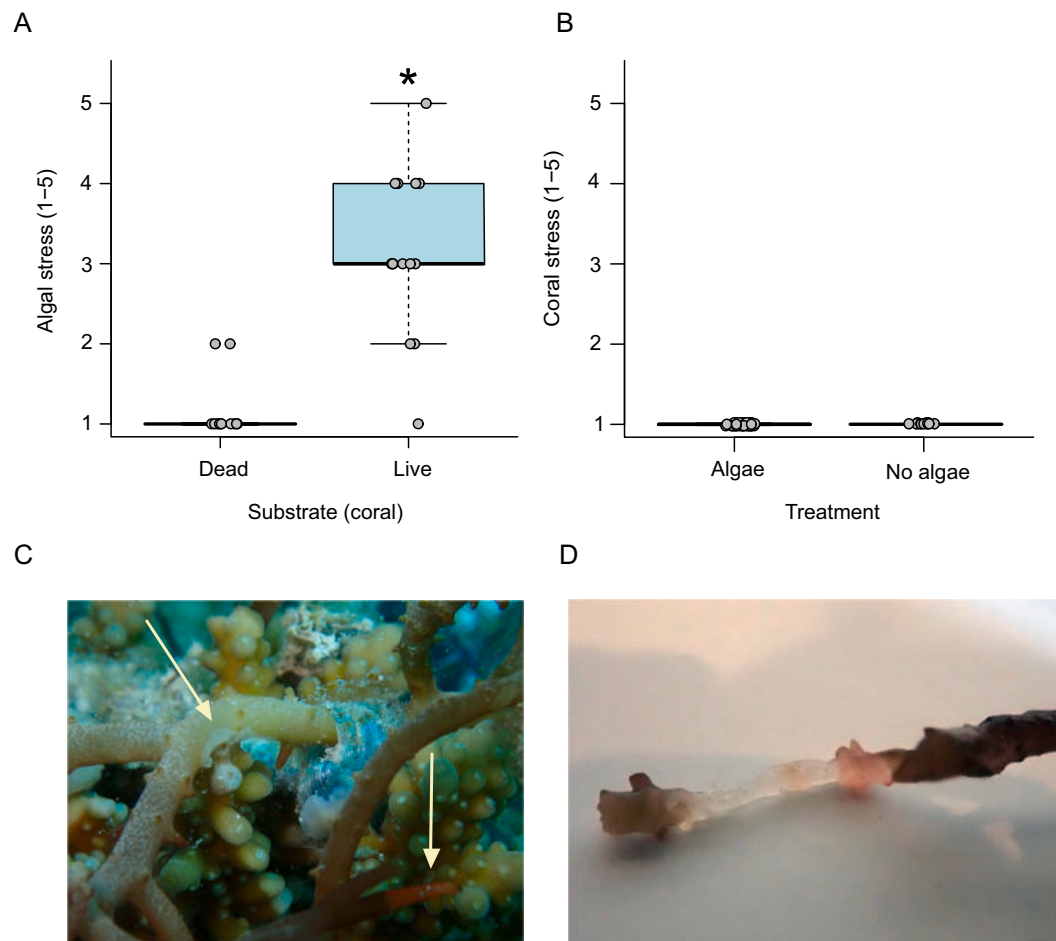 A
Algal stress (1–5)
5
4
3
2
1
*
Dead
Live
Substrate (coral)
B
Coral stress (1–5)
5
4
3
2
1
Algae
No algae
Treatment
C
D